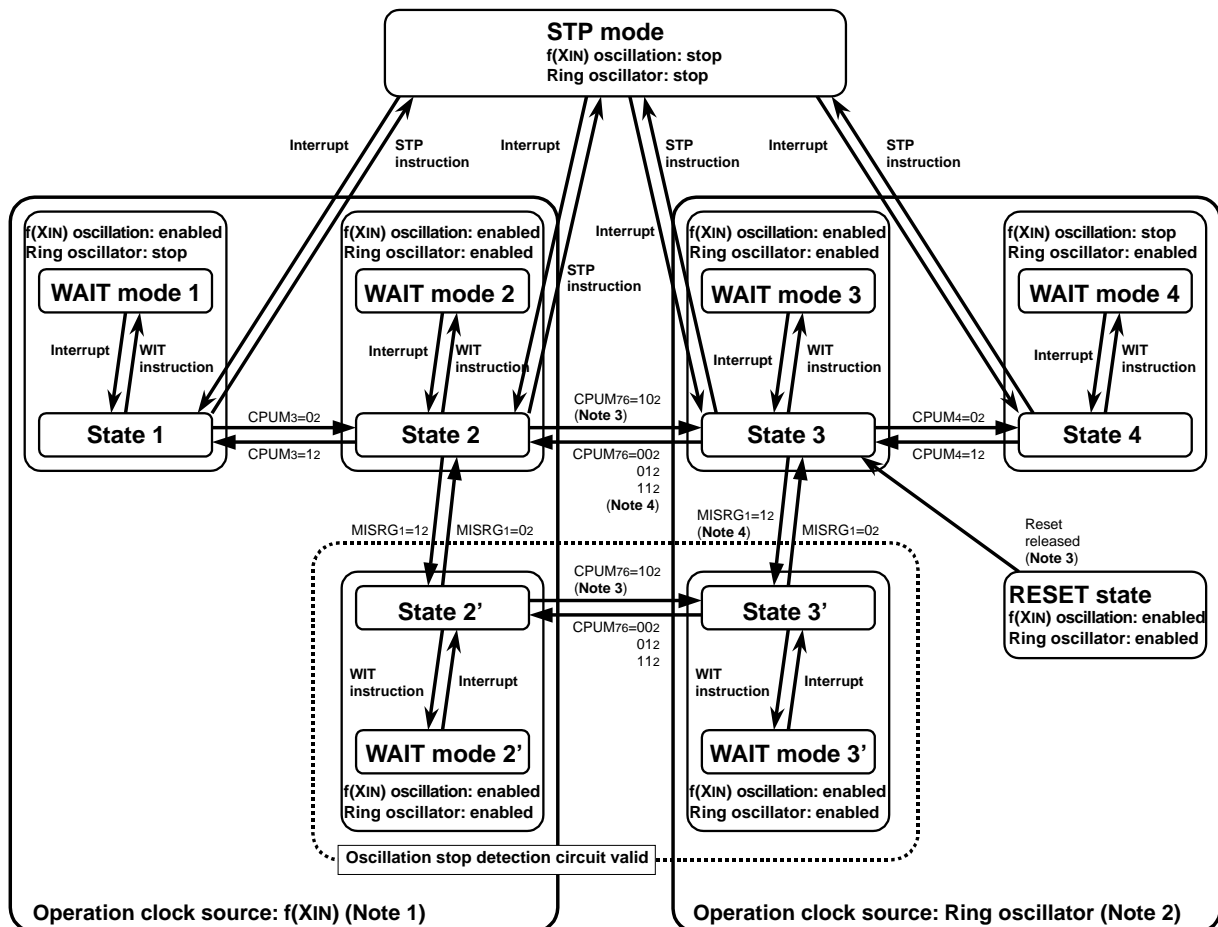 STP mode
f(XIN) oscillation: stop
Ring oscillator: stop
Interrupt
STP
instruction
Interrupt
STP
instruction
Interrupt
STP
instruction
Interrupt
STP
instruction
f(XIN) oscillation: enabled
Ring oscillator: stop
WAIT mode 1
Interrupt
WIT
instruction
State 1
CPUM3=02
CPUM3=12
f(XIN) oscillation: enabled
Ring oscillator: enabled
WAIT mode 2
Interrupt
WIT
instruction
State 2
CPUM76=102
(Note 3)
CPUM76=002
012
112
(Note 4)
f(XIN) oscillation: enabled
Ring oscillator: enabled
WAIT mode 3
Interrupt
WIT
instruction
State 3
CPUM4=02
CPUM4=12
f(XIN) oscillation: stop
Ring oscillator: enabled
WAIT mode 4
Interrupt
WIT
instruction
State 4
MISRG1=12
MISRG1=02
MISRG1=12
(Note 4)
MISRG1=02
Reset
released
(Note 3)
RESET state
f(XIN) oscillation: enabled
Ring oscillator: enabled
State 2’
CPUM76=102
(Note 3)
CPUM76=002
012
112
State 3’
WIT
instruction
Interrupt
WIT
instruction
Interrupt
WAIT mode 2’
f(XIN) oscillation: enabled
Ring oscillator: enabled
WAIT mode 3’
f(XIN) oscillation: enabled
Ring oscillator: enabled
Oscillation stop detection circuit valid
Operation clock source: f(XIN) (Note 1)
Operation clock source: Ring oscillator (Note 2)